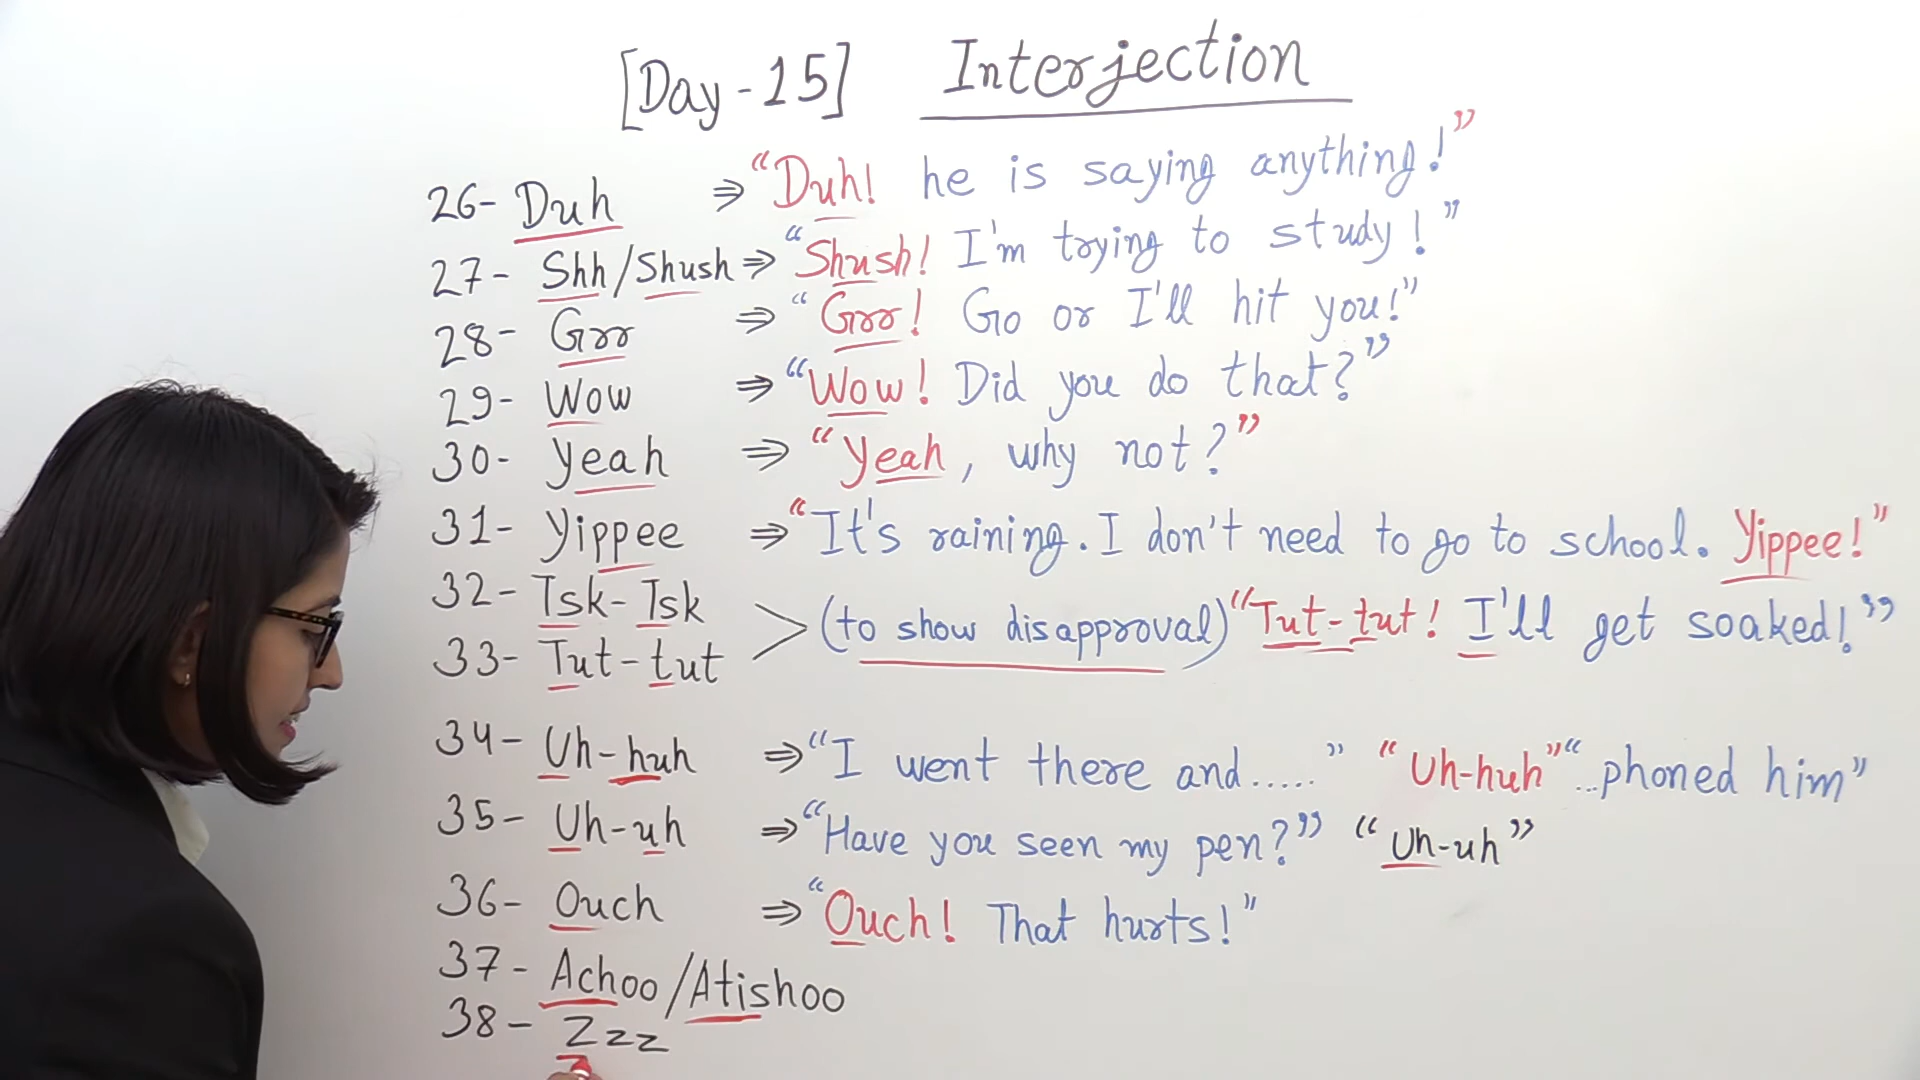 [Day-15] Interjection
26- Duh ⇒ "Duh! he is saying anything!"
27- Shh/Shush ⇒ "Shush! I'm trying to study!"
28- Grr ⇒ "Grr! Go or I'll hit you!"
29- Wow ⇒ "Wow! Did you do that?"
30- Yeah ⇒ "Yeah, why not?"
31- Yippee ⇒ "It's raining. I don't need to go to school. Yippee!"
32- Tsk-Tsk
33- Tut-tut > (to show disapproval) "Tut-tut! I'll get soaked!"
34- Uh-huh ⇒ "I went there and....." "Uh-huh" "...phoned him"
35- Uh-uh ⇒ "Have you seen my pen?" "Uh-uh"
36- Ouch ⇒ "Ouch! That hurts!"
37- Achoo/Atishoo
38- Zzz